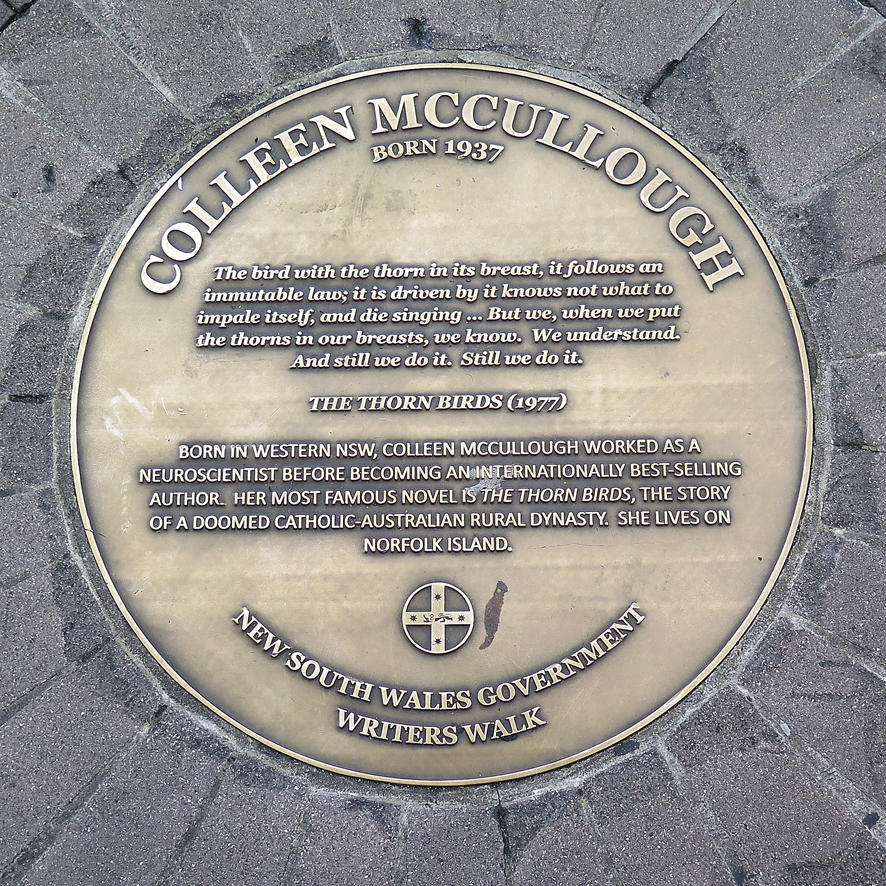 COLLEEN MCCULLOUGH
BORN 1937
The bird with the thorn in its breast, it follows an
immutable law; it is driven by it knows not what to
impale itself, and die singing ... But we, when we put
the thorns in our breasts, we know. We understand.
And still we do it. Still we do it.
THE THORN BIRDS (1977)
BORN IN WESTERN NSW, COLLEEN MCCULLOUGH WORKED AS A
NEUROSCIENTIST BEFORE BECOMING AN INTERNATIONALLY BEST-SELLING
AUTHOR. HER MOST FAMOUS NOVEL IS THE THORN BIRDS, THE STORY
OF A DOOMED CATHOLIC-AUSTRALIAN RURAL DYNASTY. SHE LIVES ON
NORFOLK ISLAND.
NEW SOUTH WALES GOVERNMENT
WRITERS WALK